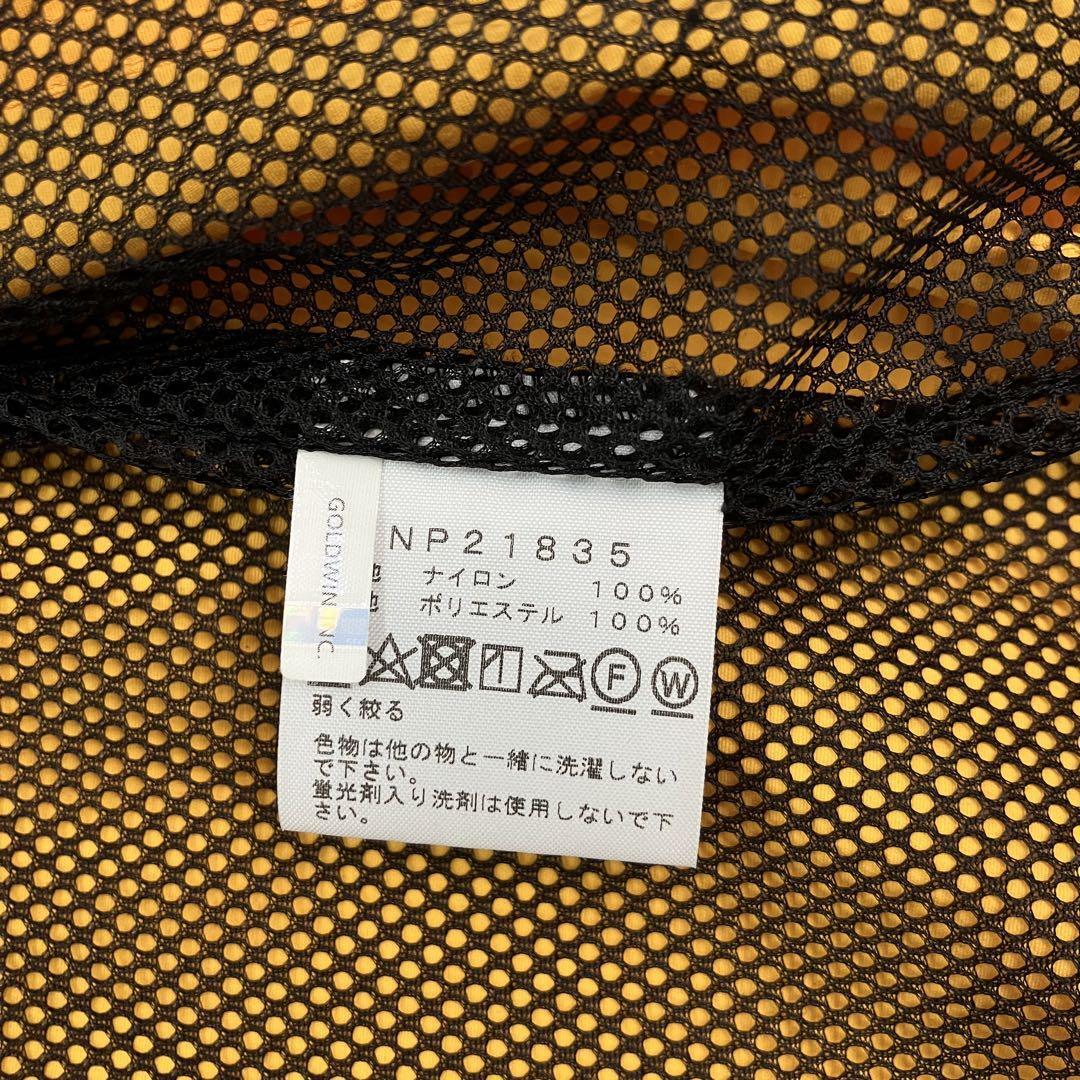 GOLDWIN INC.
NP21835
地 ナイロン 100%
地 ポリエステル 100%
F W
弱く絞る
色物は他の物と一緒に洗濯しない
で下さい。
蛍光剤入り洗剤は使用しないで下
さい。